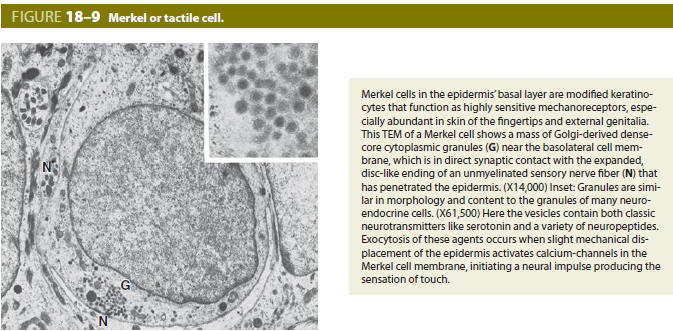 FIGURE 18–9 Merkel or tactile cell.
N
G
N
Merkel cells in the epidermis' basal layer are modified keratino-
cytes that function as highly sensitive mechanoreceptors, espe-
cially abundant in skin of the fingertips and external genitalia.
This TEM of a Merkel cell shows a mass of Golgi-derived dense-
core cytoplasmic granules (G) near the basolateral cell mem-
brane, which is in direct synaptic contact with the expanded,
disc-like ending of an unmyelinated sensory nerve fiber (N) that
has penetrated the epidermis. (X14,000) Inset: Granules are simi-
lar in morphology and content to the granules of many neuro-
endocrine cells. (X61,500) Here the vesicles contain both classic
neurotransmitters like serotonin and a variety of neuropeptides.
Exocytosis of these agents occurs when slight mechanical dis-
placement of the epidermis activates calcium-channels in the
Merkel cell membrane, initiating a neural impulse producing the
sensation of touch.